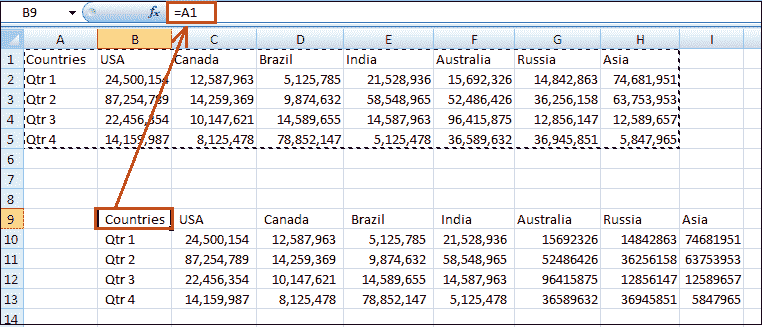 B9 fx =A1
A B C D E F G H I
1 Countries USA Canada Brazil India Australia Russia Asia
2 Qtr 1 24,500,154 12,587,963 5,125,785 21,528,936 15,692,326 14,842,863 74,681,951
3 Qtr 2 87,254,789 14,259,369 9,874,632 58,548,965 52,486,426 36,256,158 63,753,953
4 Qtr 3 22,456,354 10,147,621 14,589,655 14,587,963 96,415,875 12,856,147 12,589,657
5 Qtr 4 14,159,987 8,125,478 78,852,147 5,125,478 36,589,632 36,945,851 5,847,965
6
7
8
9 Countries USA Canada Brazil India Australia Russia Asia
10 Qtr 1 24,500,154 12,587,963 5,125,785 21,528,936 15692326 14842863 74681951
11 Qtr 2 87,254,789 14,259,369 9,874,632 58,548,965 52486426 36256158 63753953
12 Qtr 3 22,456,354 10,147,621 14,589,655 14,587,963 96415875 12856147 12589657
13 Qtr 4 14,159,987 8,125,478 78,852,147 5,125,478 36589632 36945851 5847965
14